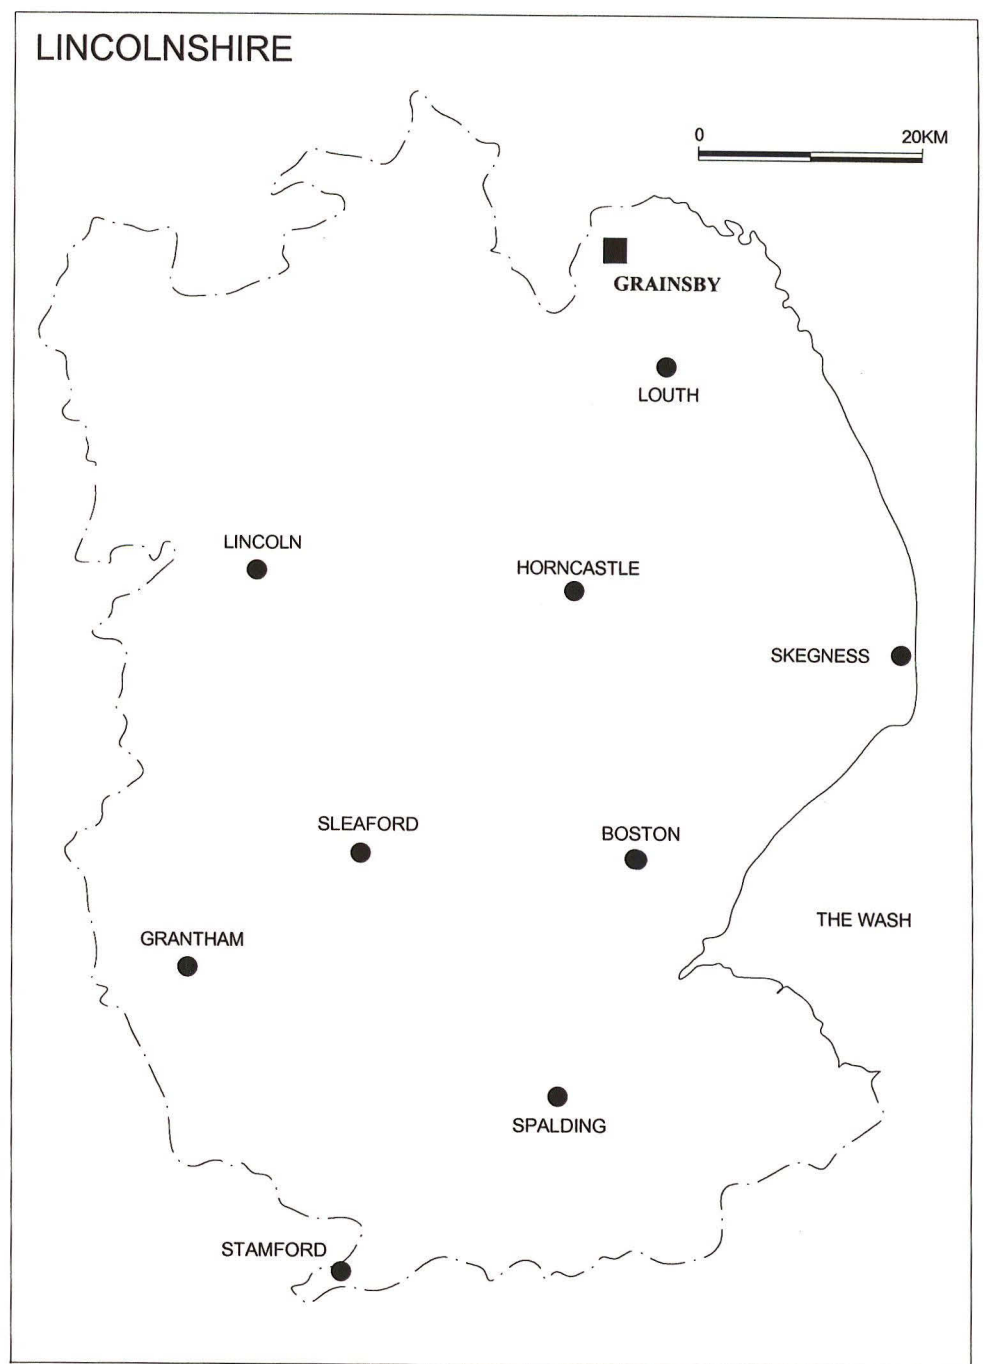 LINCOLNSHIRE
0 20KM
GRAINSBY
LOUTH
LINCOLN
HORNCASTLE
SKEGNESS
SLEAFORD
BOSTON
THE WASH
GRANTHAM
SPALDING
STAMFORD